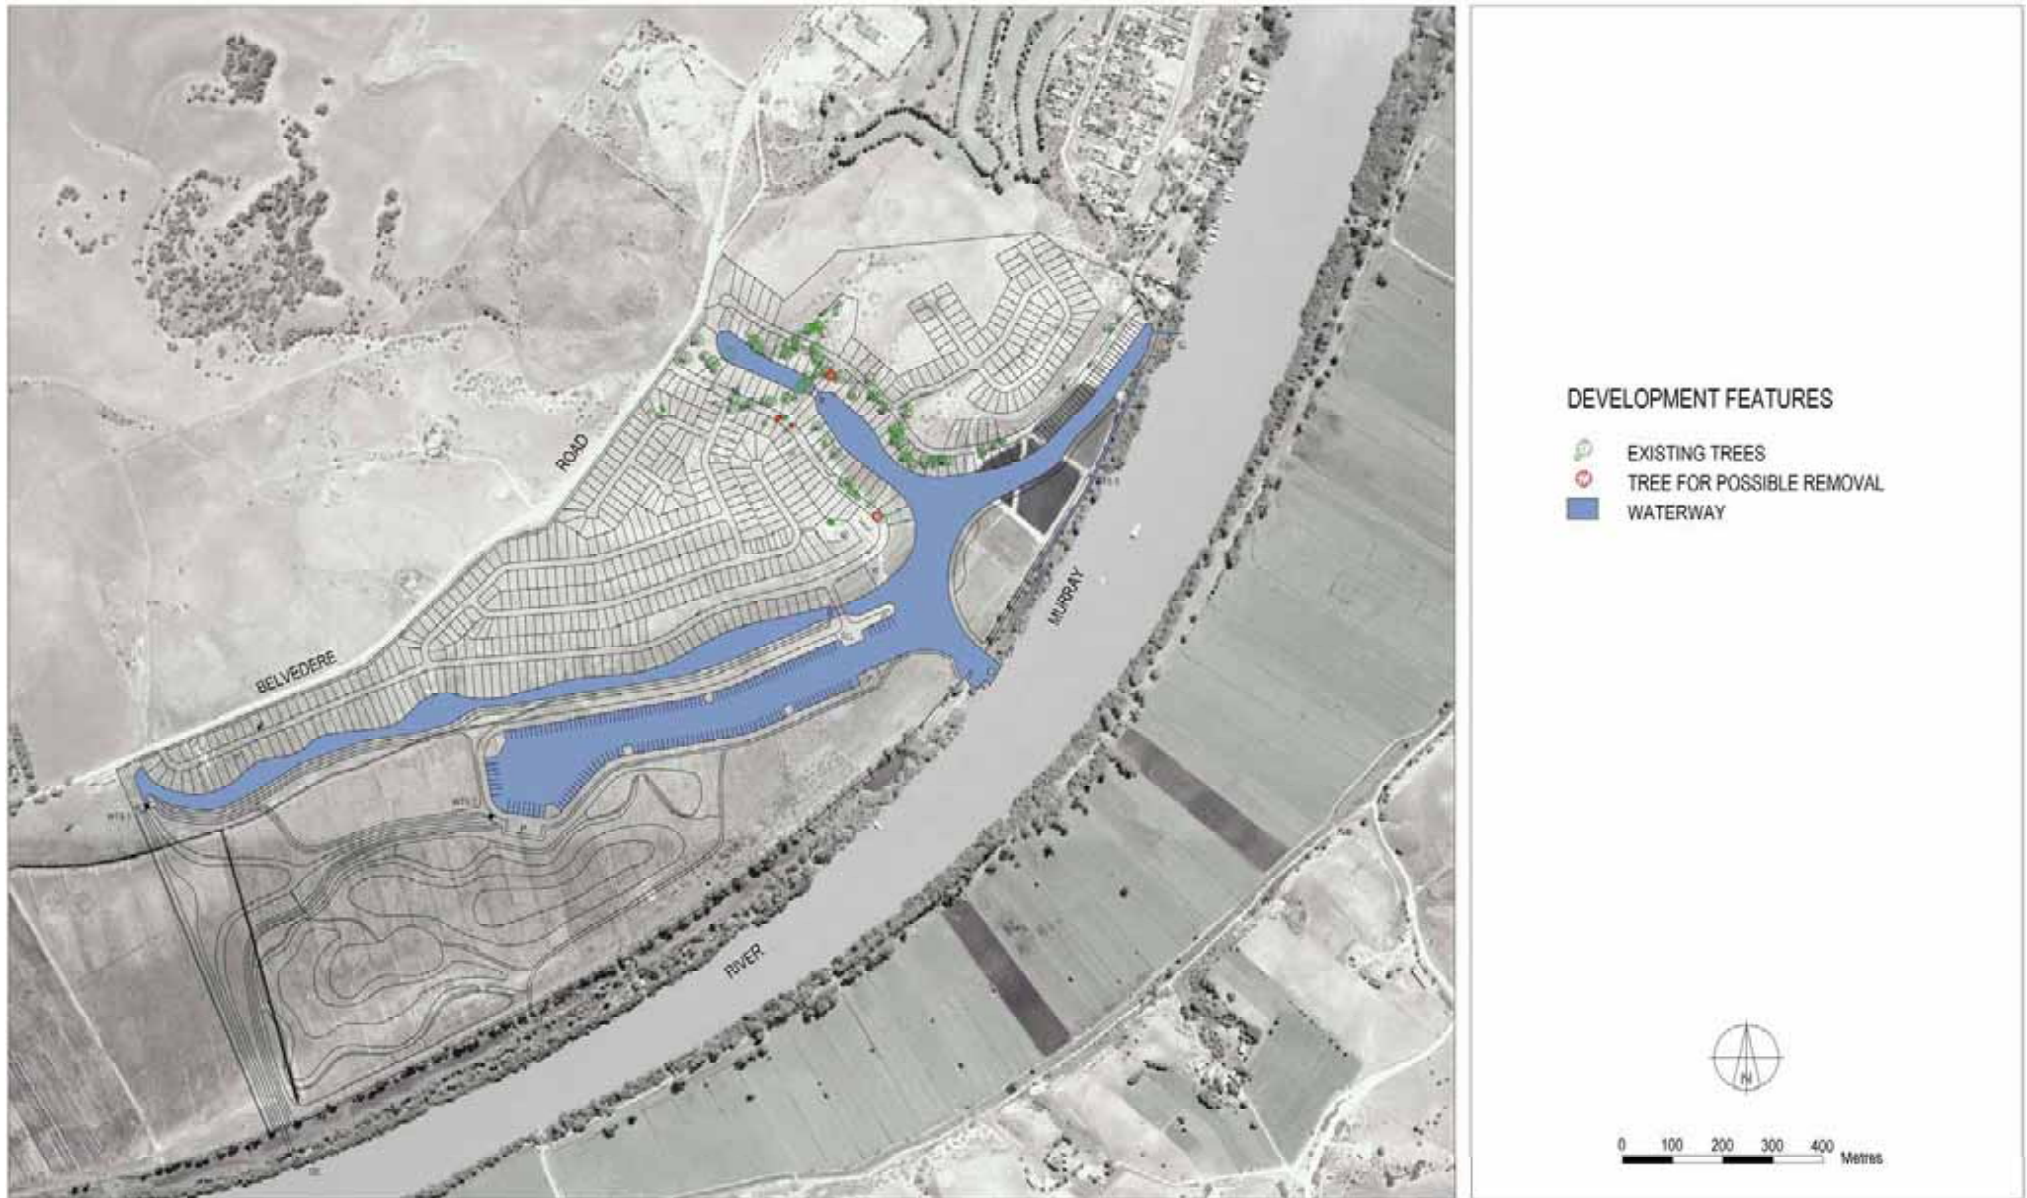 ROAD
BELVEDERE
MURRAY
RIVER
DEVELOPMENT FEATURES
EXISTING TREES
TREE FOR POSSIBLE REMOVAL
WATERWAY
N
0 100 200 300 400 Metres